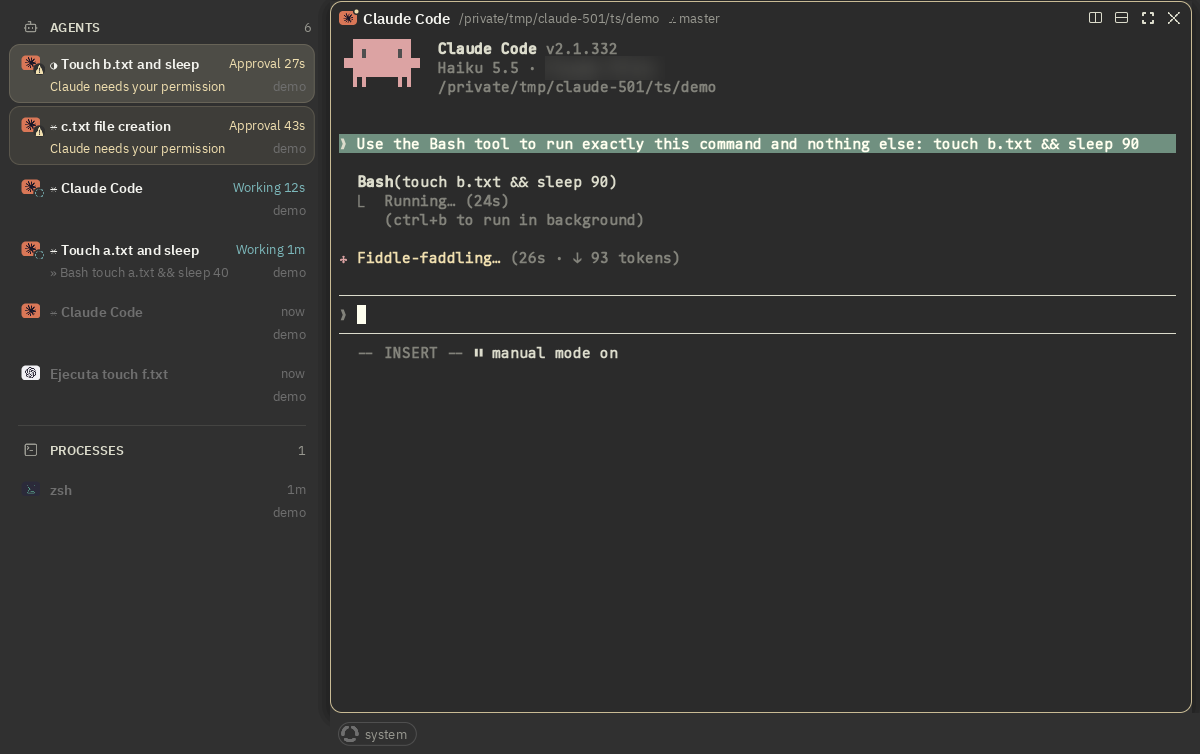 AGENTS 6
Touch b.txt and sleep Approval 27s
Claude needs your permission demo
c.txt file creation Approval 43s
Claude needs your permission demo
Claude Code Working 12s
demo
Touch a.txt and sleep Working 1m
» Bash touch a.txt && sleep 40 demo
Claude Code now
demo
Ejecuta touch f.txt now
demo
PROCESSES 1
zsh 1m
demo
Claude Code /private/tmp/claude-501/ts/demo master
Claude Code v2.1.332
Haiku 5.5 ·
/private/tmp/claude-501/ts/demo
❯ Use the Bash tool to run exactly this command and nothing else: touch b.txt && sleep 90
Bash(touch b.txt && sleep 90)
⎿ Running… (24s)
(ctrl+b to run in background)
Fiddle-faddling… (26s · ↓ 93 tokens)
❯
-- INSERT -- ⏸ manual mode on
system